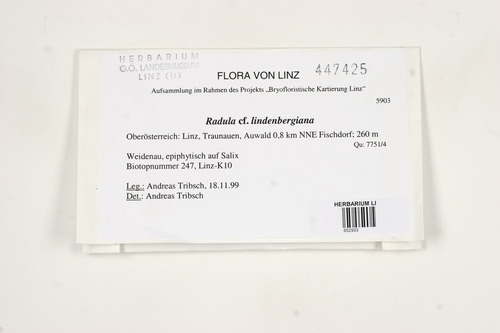 HERBARIUM
O.Ö. LANDESMUSEUM
LINZ (LI)
FLORA VON LINZ
447425
Aufsammlung im Rahmen des Projekts „Bryofloristische Kartierung Linz"
5903
Radula cf. lindenbergiana
Oberösterreich: Linz, Traunauen, Auwald 0,8 km NNE Fischdorf; 260 m
Qu: 7751/4
Weidenau, epiphytisch auf Salix
Biotopnummer 247, Linz-K10
Leg.: Andreas Tribsch, 18.11.99
Det.: Andreas Tribsch
HERBARIUM LI
652933